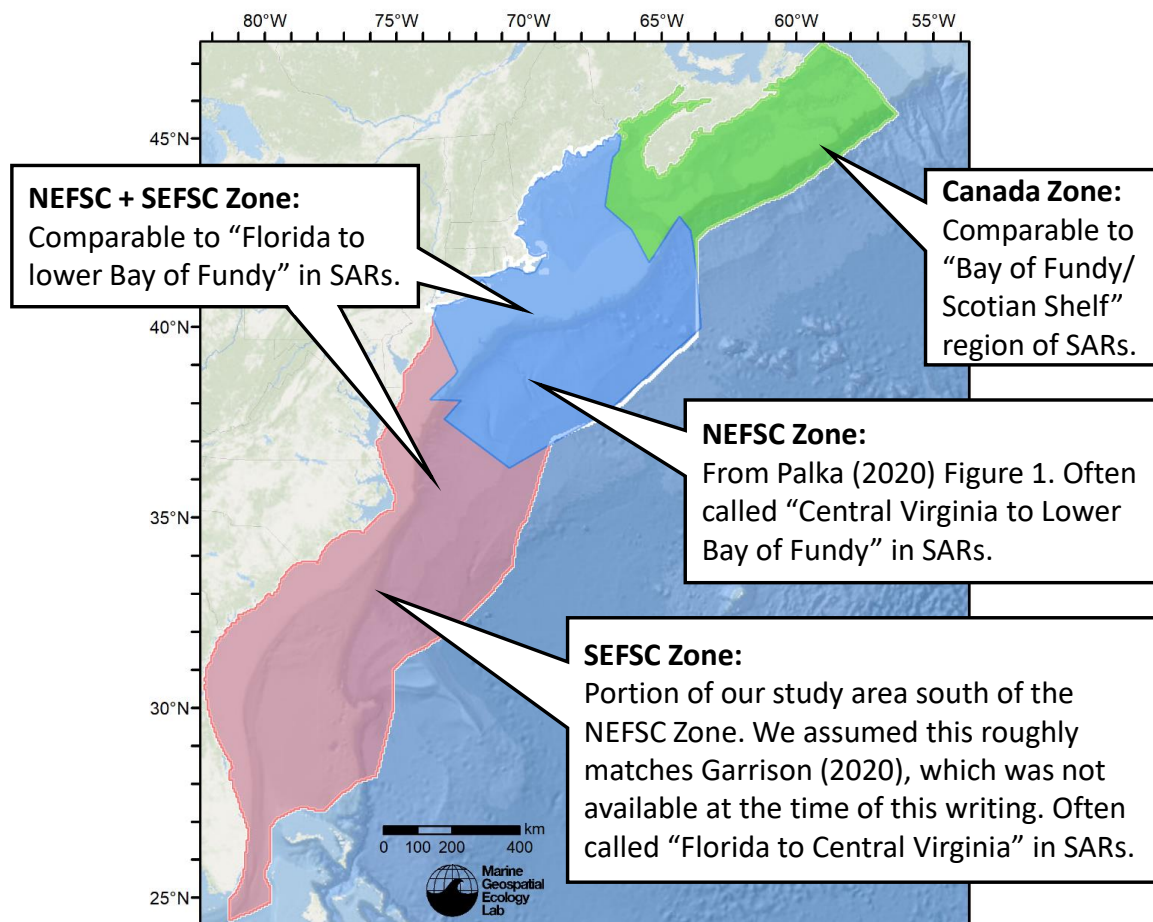 80°W 75°W 70°W 65°W 60°W 55°W
45°N
40°N
35°N
30°N
25°N
NEFSC + SEFSC Zone:
Comparable to “Florida to
lower Bay of Fundy” in SARs.
Canada Zone:
Comparable to
“Bay of Fundy/
Scotian Shelf”
region of SARs.
NEFSC Zone:
From Palka (2020) Figure 1. Often
called “Central Virginia to Lower
Bay of Fundy” in SARs.
SEFSC Zone:
Portion of our study area south of the
NEFSC Zone. We assumed this roughly
matches Garrison (2020), which was not
available at the time of this writing. Often
called “Florida to Central Virginia” in SARs.
km
0 100 200 400
Marine
Geospatial
Ecology
Lab